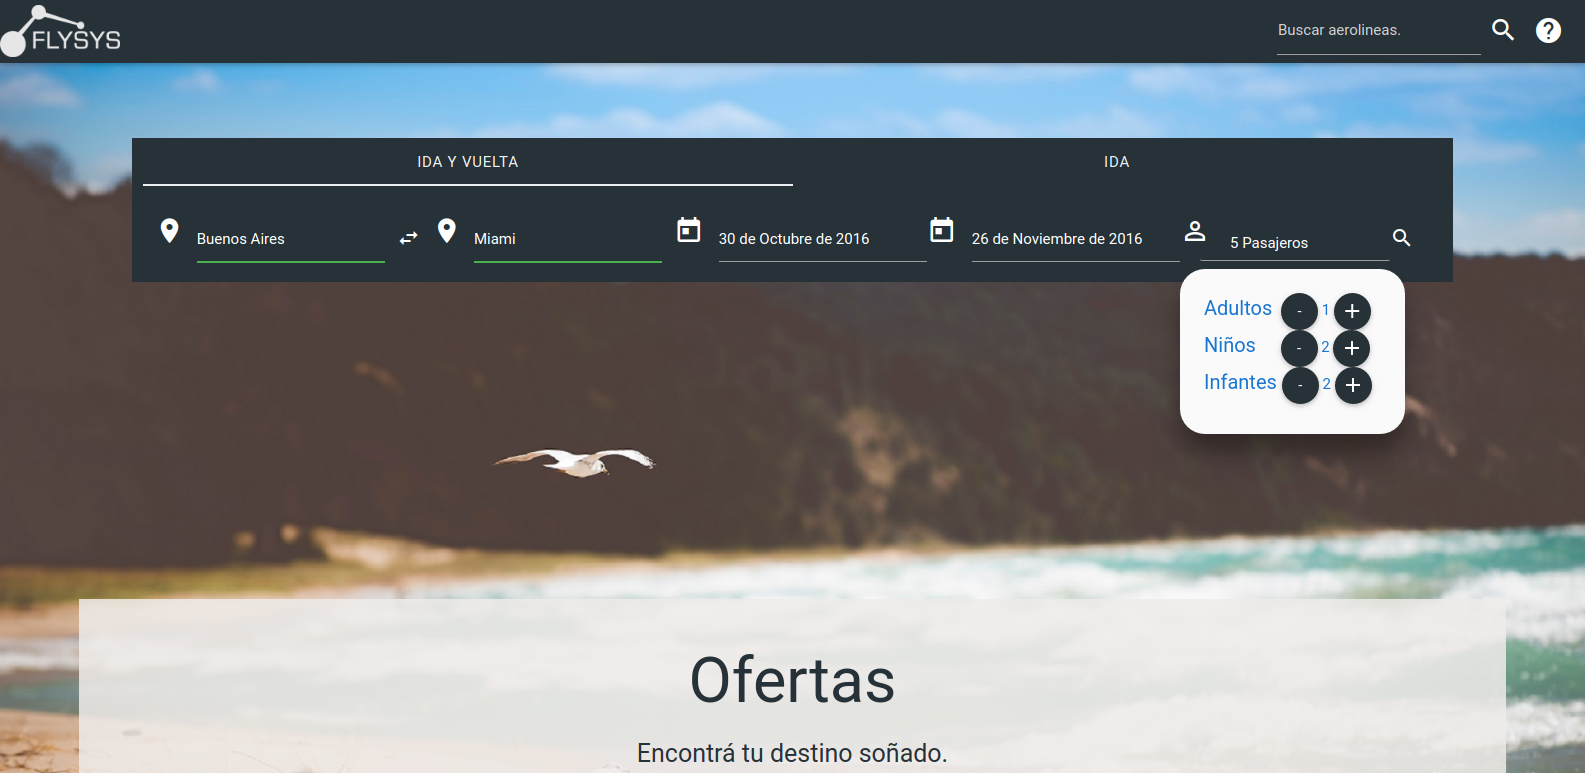 FLYSYS
Buscar aerolineas.
?
IDA Y VUELTA
IDA
Buenos Aires
Miami
30 de Octubre de 2016
26 de Noviembre de 2016
5 Pasajeros
Adultos - 1 +
Niños - 2 +
Infantes - 2 +
Ofertas
Encontrá tu destino soñado.